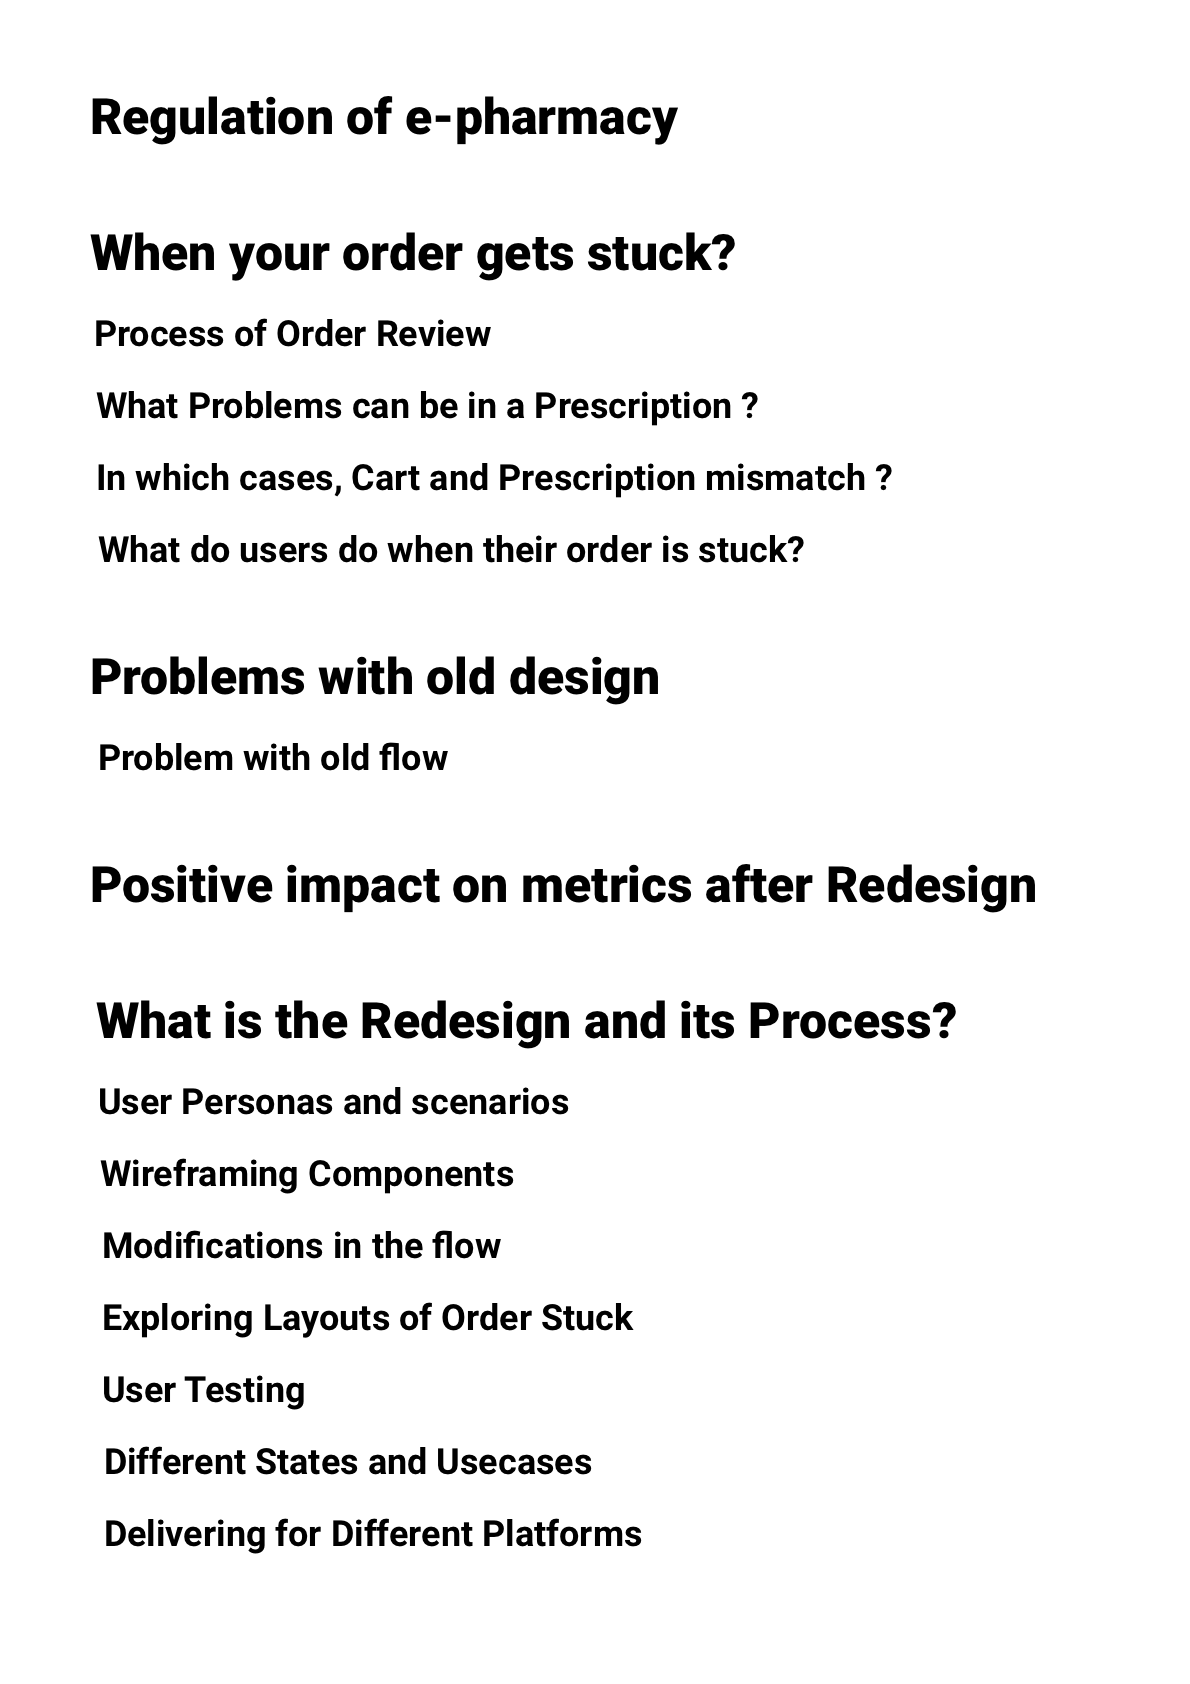 Regulation of e-pharmacy
When your order gets stuck?
Process of Order Review
What Problems can be in a Prescription ?
In which cases, Cart and Prescription mismatch ?
What do users do when their order is stuck?
Problems with old design
Problem with old flow
Positive impact on metrics after Redesign
What is the Redesign and its Process?
User Personas and scenarios
Wireframing Components
Modifications in the flow
Exploring Layouts of Order Stuck
User Testing
Different States and Usecases
Delivering for Different Platforms